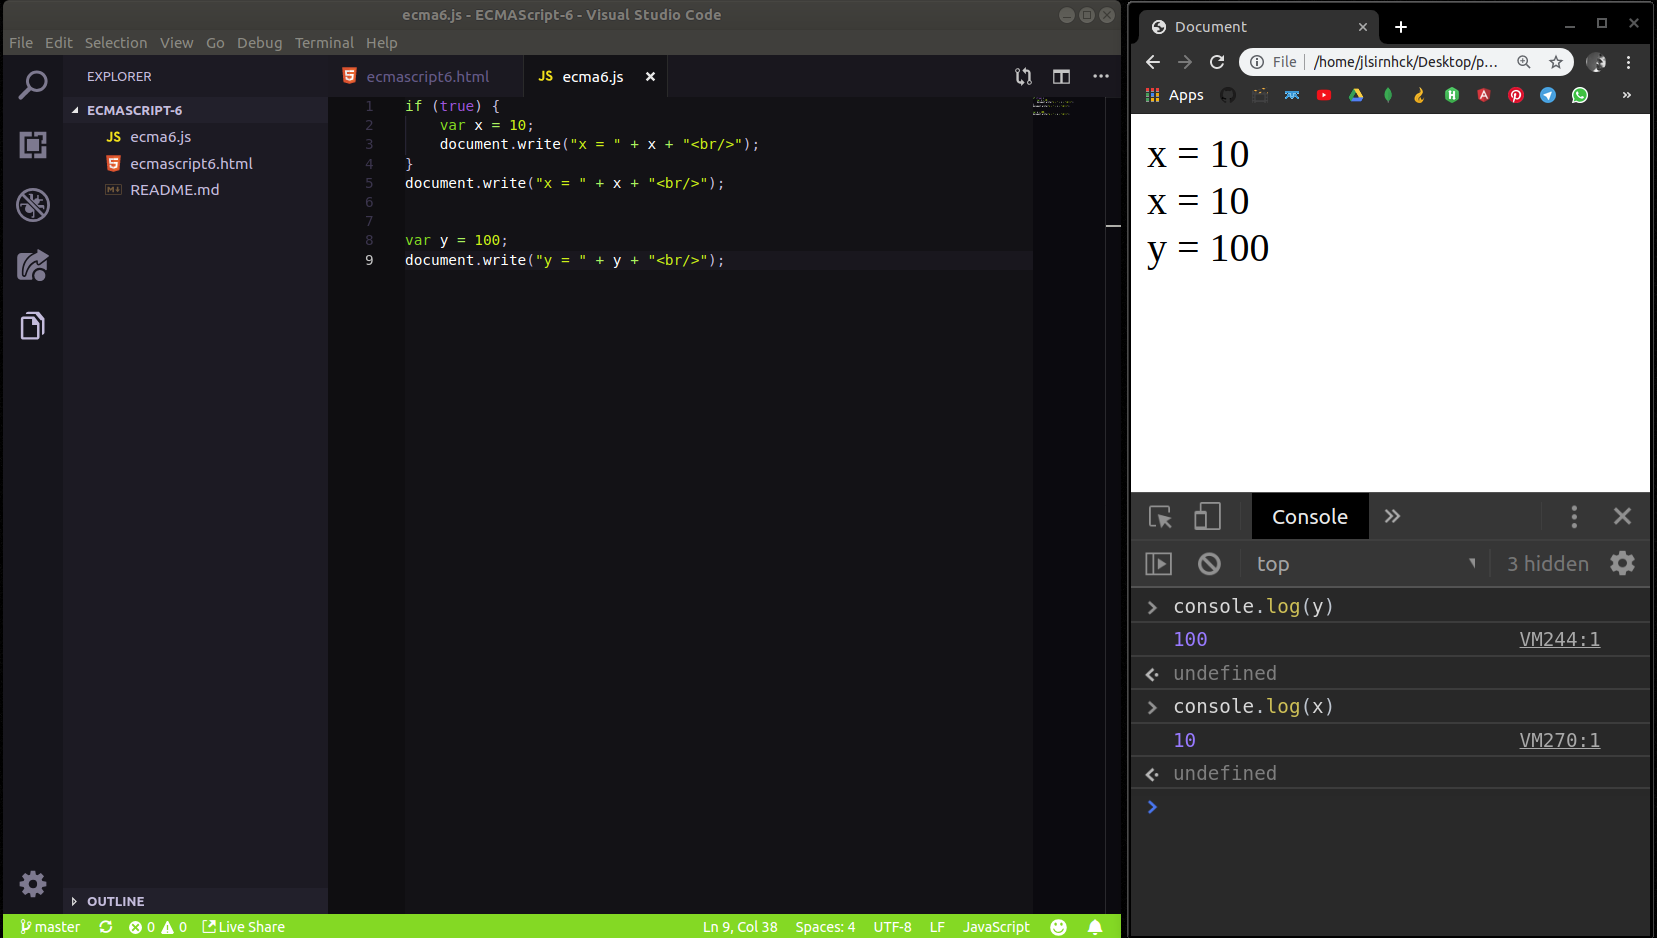 ecma6.js - ECMAScript-6 - Visual Studio Code
File Edit Selection View Go Debug Terminal Help
EXPLORER
ECMASCRIPT-6
JS ecma6.js
ecmascript6.html
README.md
OUTLINE
ecmascript6.html
JS ecma6.js
1 if (true) {
2 var x = 10;
3 document.write("x = " + x + "<br/>");
4 }
5 document.write("x = " + x + "<br/>");
6
7
8 var y = 100;
9 document.write("y = " + y + "<br/>");
master 0 0 Live Share Ln 9, Col 38 Spaces: 4 UTF-8 LF JavaScript
Document
File /home/jlsirnhck/Desktop/p...
Apps
x = 10
x = 10
y = 100
Console
top 3 hidden
console.log(y)
100 VM244:1
undefined
console.log(x)
10 VM270:1
undefined